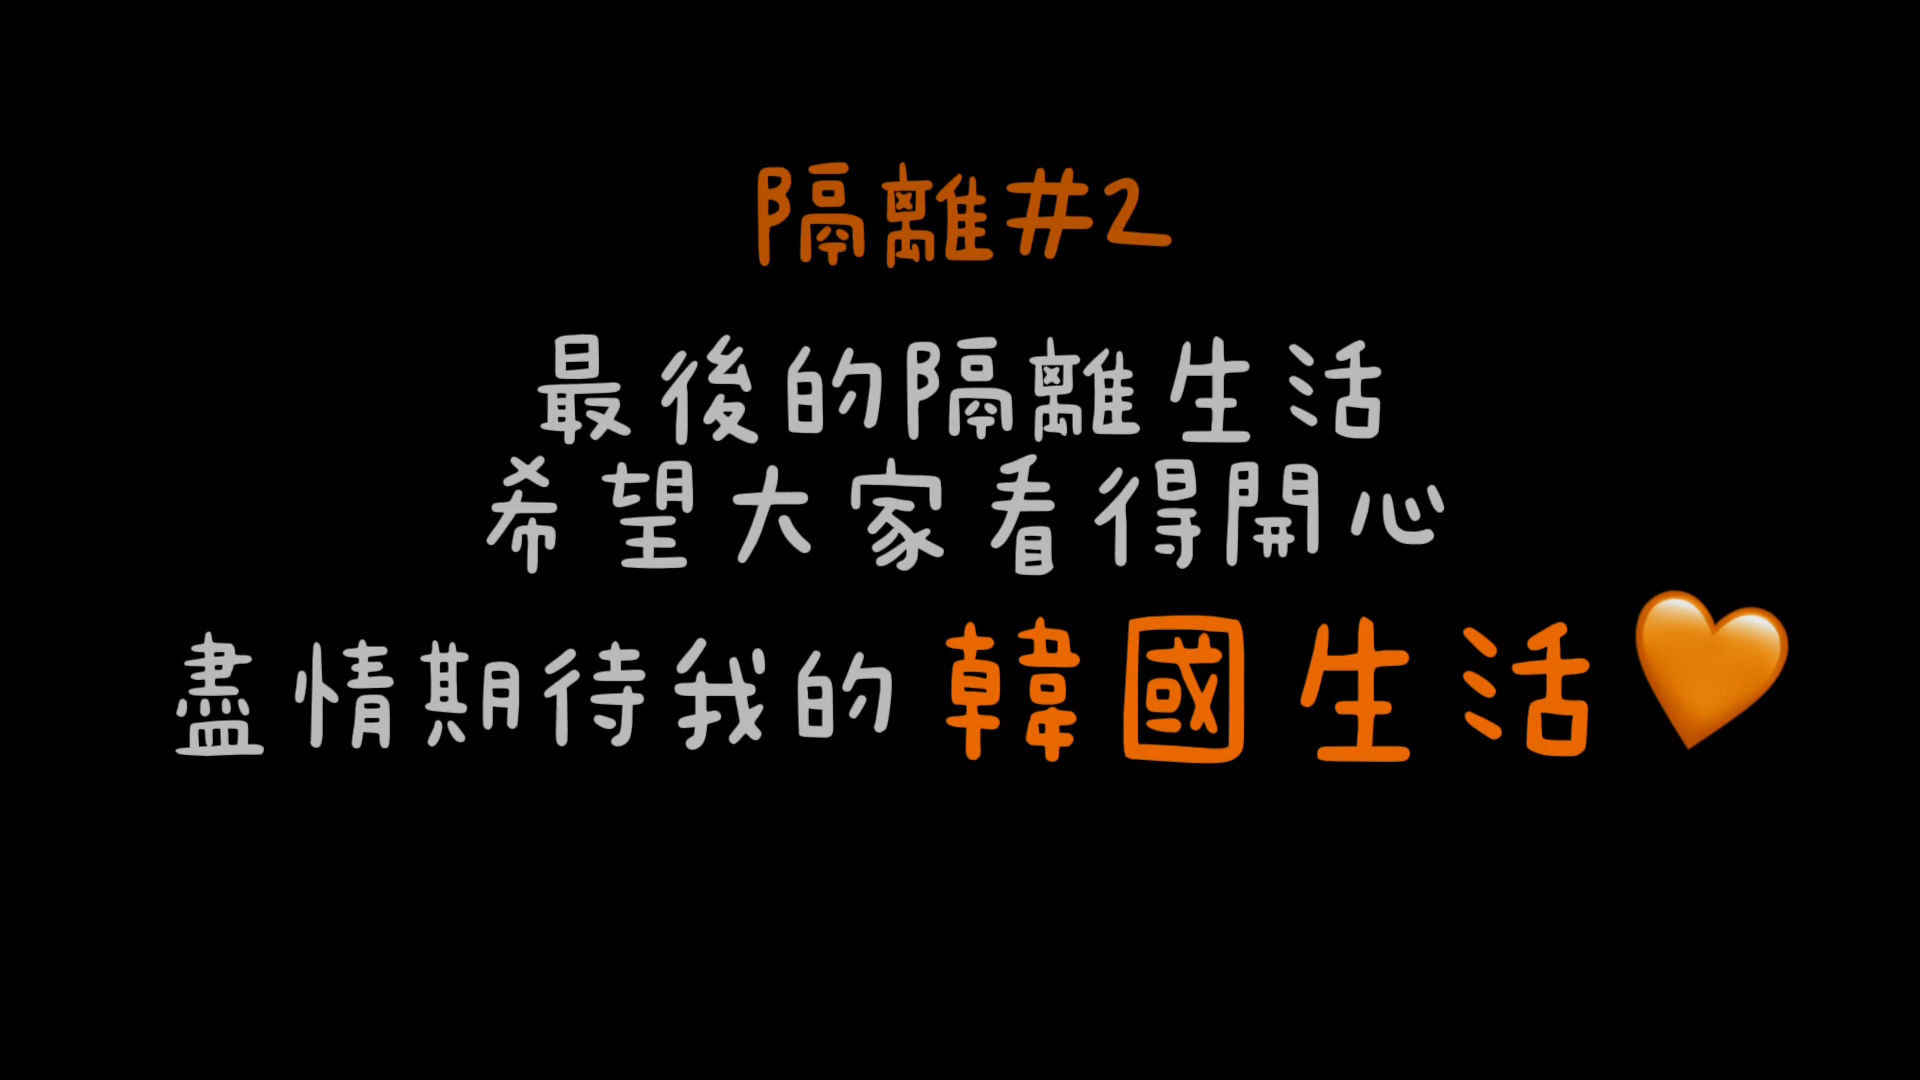 隔離#2
最後的隔離生活
希望大家看得開心
盡情期待我的韓國生活🧡